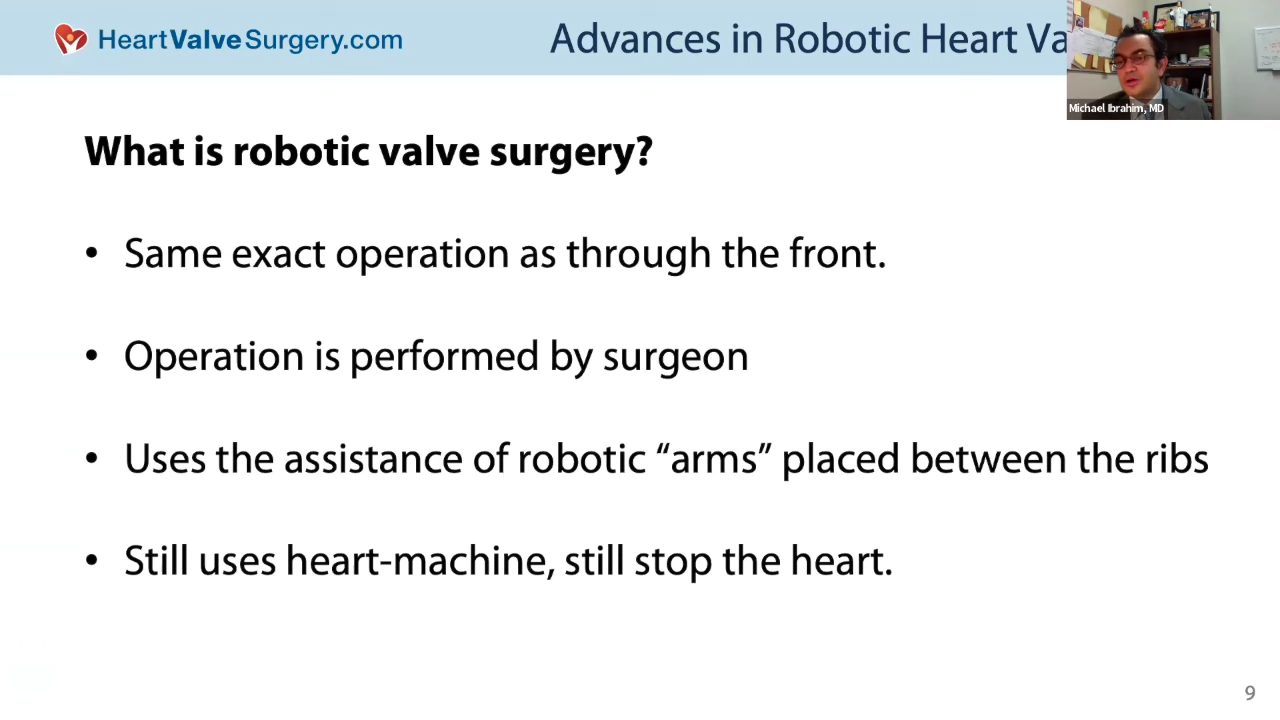 HeartValveSurgery.com
Advances in Robotic Heart Va
Michael Ibrahim, MD
What is robotic valve surgery?
• Same exact operation as through the front.
• Operation is performed by surgeon
• Uses the assistance of robotic “arms” placed between the ribs
• Still uses heart-machine, still stop the heart.
9